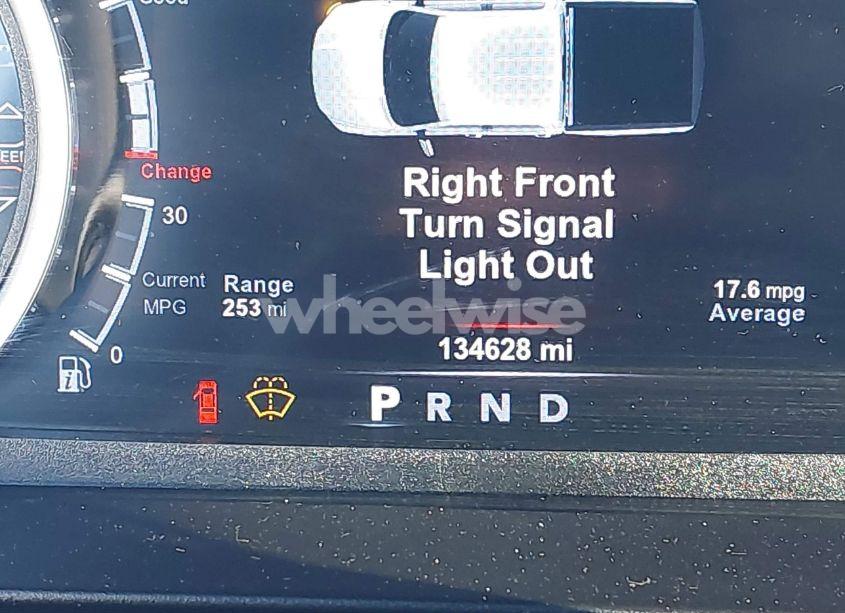 Change
30
Current
MPG
0
Range
253 mi
Right Front
Turn Signal
Light Out
wheelwise
134628 mi
17.6 mpg
Average
P R N D